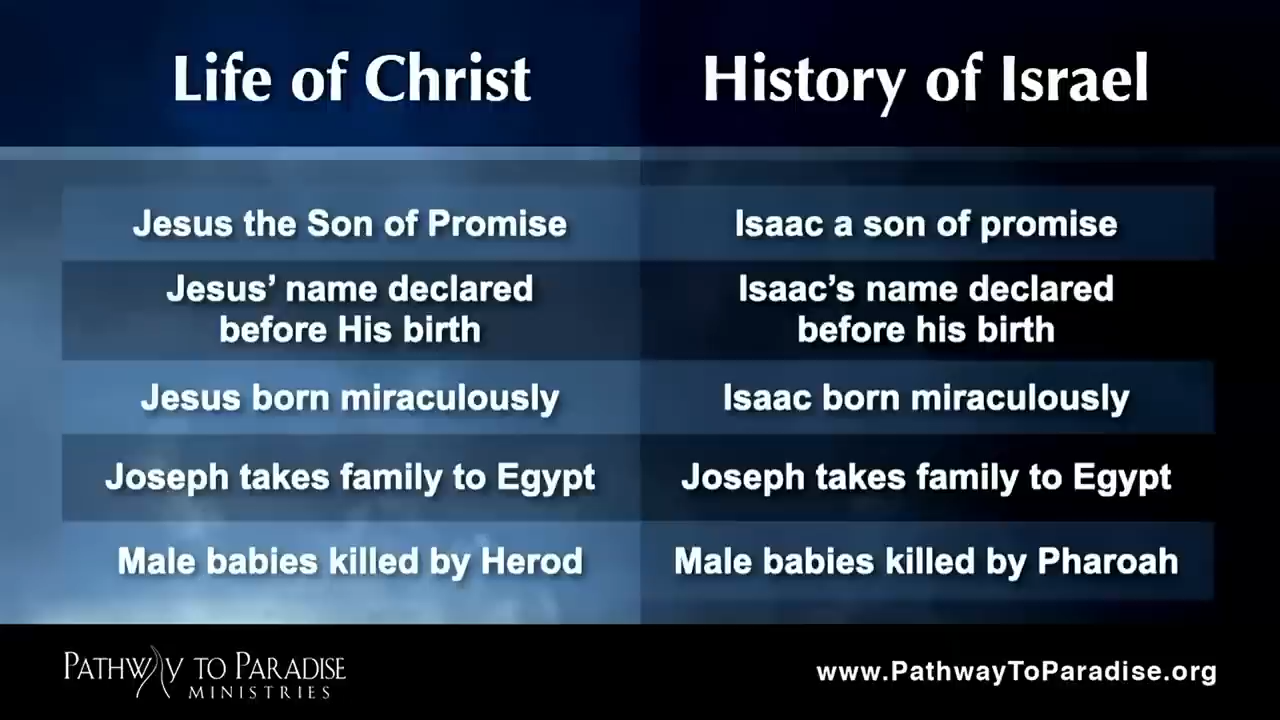 Life of Christ
History of Israel
Jesus the Son of Promise
Isaac a son of promise
Jesus’ name declared
before His birth
Isaac’s name declared
before his birth
Jesus born miraculously
Isaac born miraculously
Joseph takes family to Egypt
Joseph takes family to Egypt
Male babies killed by Herod
Male babies killed by Pharoah
PATHWAY TO PARADISE
MINISTRIES
www.PathwayToParadise.org